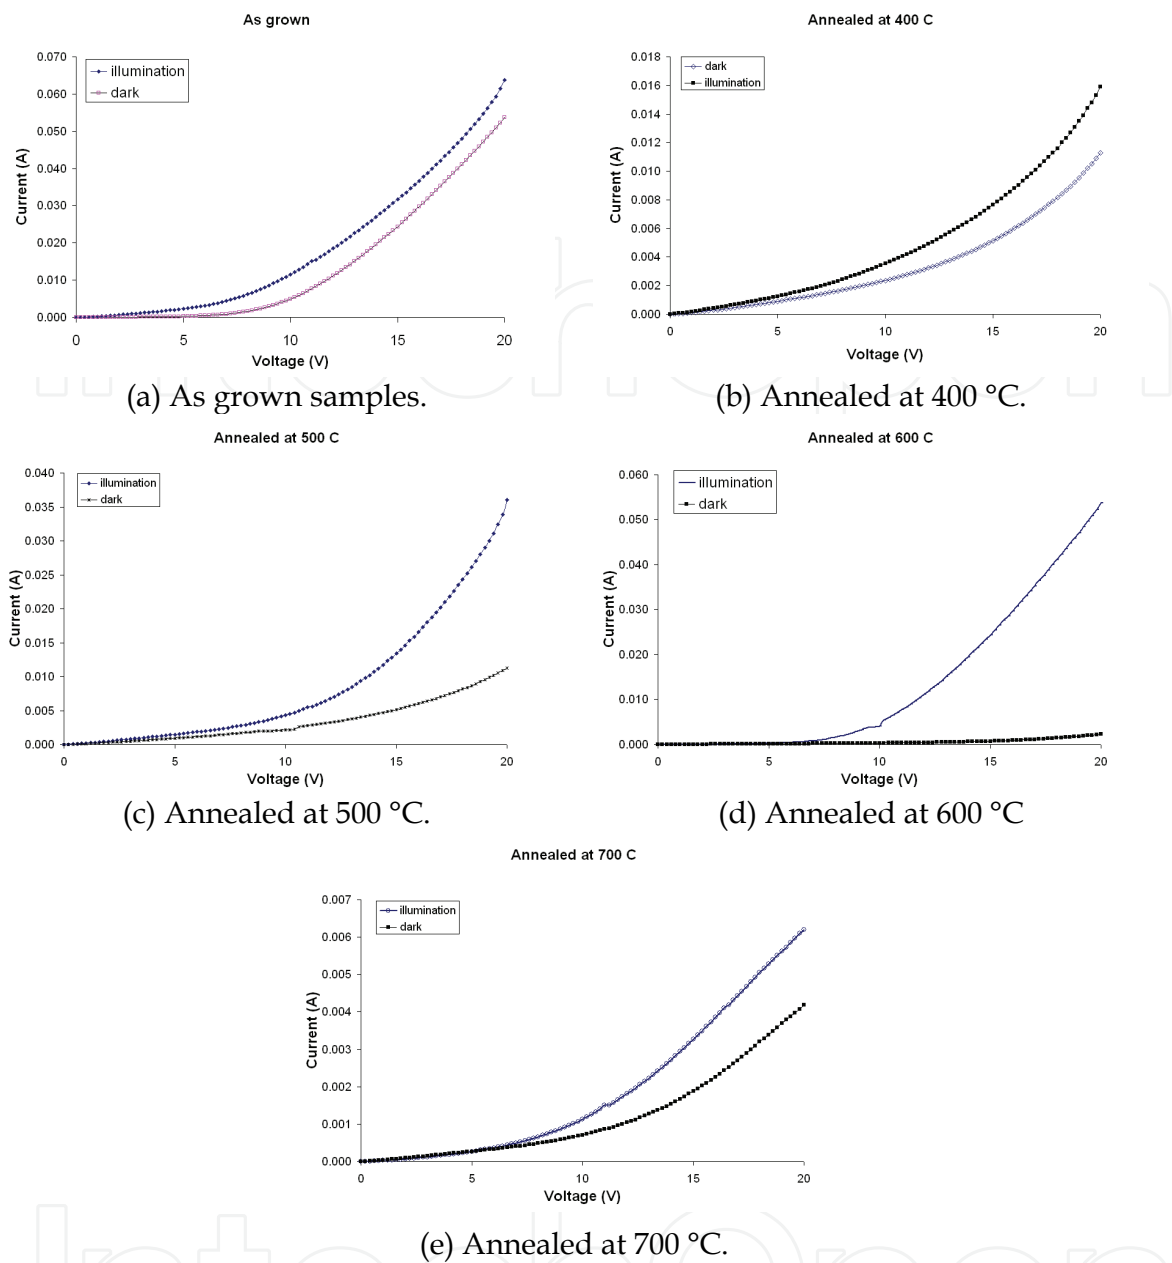 As grown
0.070
0.060
0.050
0.040
0.030
0.020
0.010
0.000
Current (A)
illumination
dark
0 5 10 15 20
Voltage (V)
(a) As grown samples.
Annealed at 400 C
0.018
0.016
0.014
0.012
0.010
0.008
0.006
0.004
0.002
0.000
Current (A)
dark
illumination
0 5 10 15 20
Voltage (V)
(b) Annealed at 400 °C.
Annealed at 500 C
0.040
0.035
0.030
0.025
0.020
0.015
0.010
0.005
0.000
Current (A)
illumination
dark
0 5 10 15 20
Voltage (V)
(c) Annealed at 500 °C.
Annealed at 600 C
0.060
0.050
0.040
0.030
0.020
0.010
0.000
Current (A)
illumination
dark
0 5 10 15 20
Voltage (V)
(d) Annealed at 600 °C
Annealed at 700 C
0.007
0.006
0.005
0.004
0.003
0.002
0.001
0.000
Current (A)
illumination
dark
0 5 10 15 20
Voltage (V)
(e) Annealed at 700 °C.